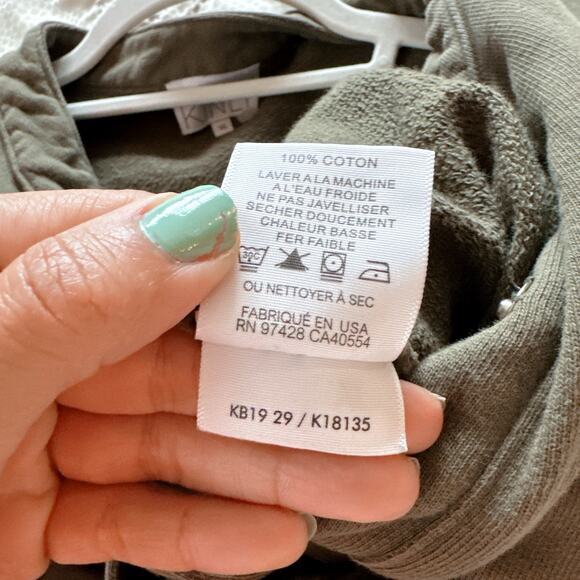 KINLY
100% COTON
LAVER A LA MACHINE
A L'EAU FROIDE
NE PAS JAVELLISER
SECHER DOUCEMENT
CHALEUR BASSE
FER FAIBLE
30C
OU NETTOYER À SEC
FABRIQUÉ EN USA
RN 97428 CA40554
KB19 29 / K18135